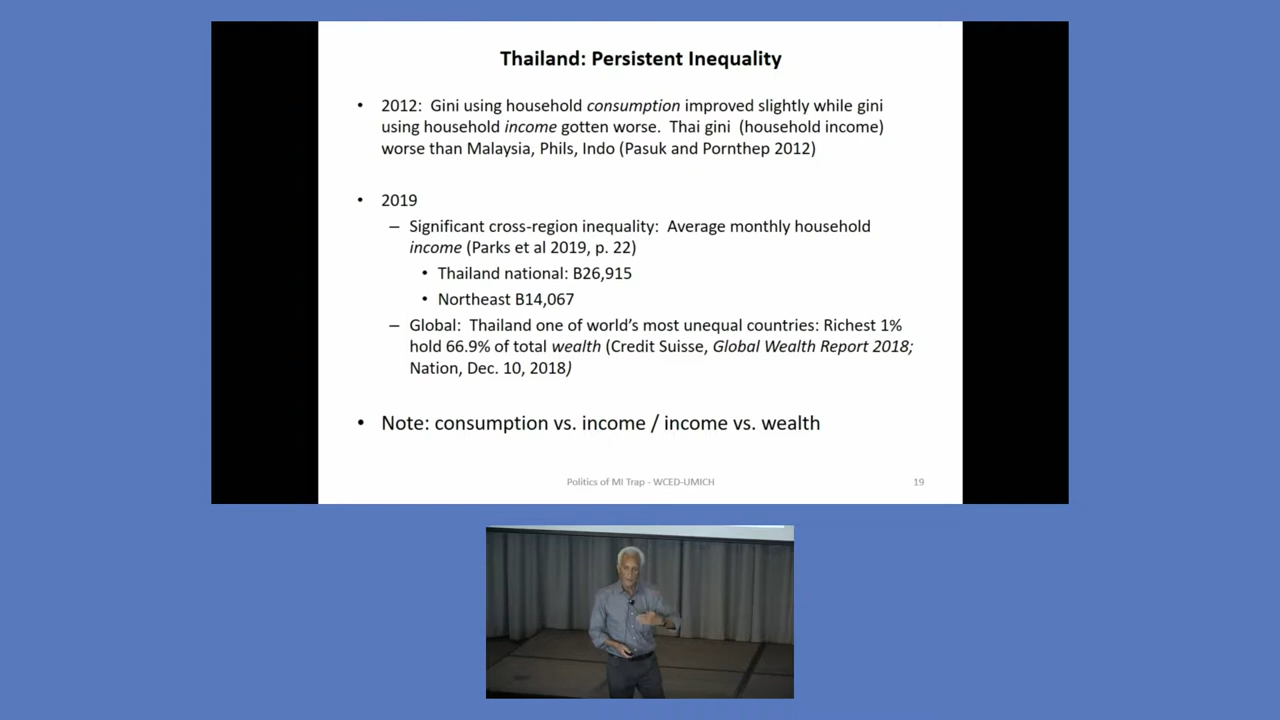 Thailand: Persistent Inequality
• 2012: Gini using household consumption improved slightly while gini
using household income gotten worse. Thai gini (household income)
worse than Malaysia, Phils, Indo (Pasuk and Pornthep 2012)
• 2019
– Significant cross-region inequality: Average monthly household
income (Parks et al 2019, p. 22)
• Thailand national: B26,915
• Northeast B14,067
– Global: Thailand one of world's most unequal countries: Richest 1%
hold 66.9% of total wealth (Credit Suisse, Global Wealth Report 2018;
Nation, Dec. 10, 2018)
• Note: consumption vs. income / income vs. wealth
Politics of MI Trap - WCED-UMICH
19